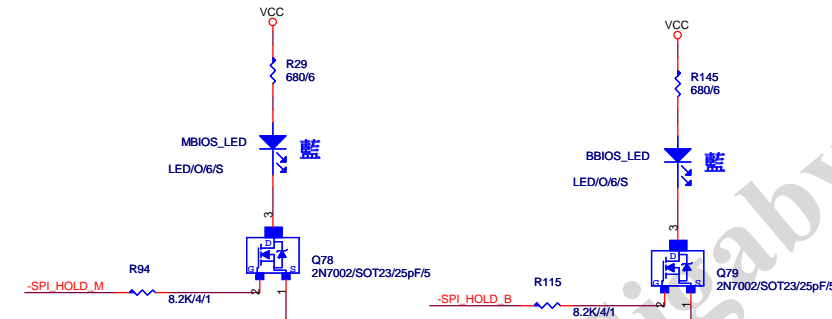 VCC
R29
680/6
MBIOS_LED
藍
LED/O/6/S
3
D
G
S
Q78
2N7002/SOT23/25pF/5
R94
-SPI_HOLD_M
8.2K/4/1
2
1
VCC
R145
680/6
BBIOS_LED
藍
LED/O/6/S
3
D
G
S
Q79
2N7002/SOT23/25pF/5
R115
-SPI_HOLD_B
8.2K/4/1
2
1